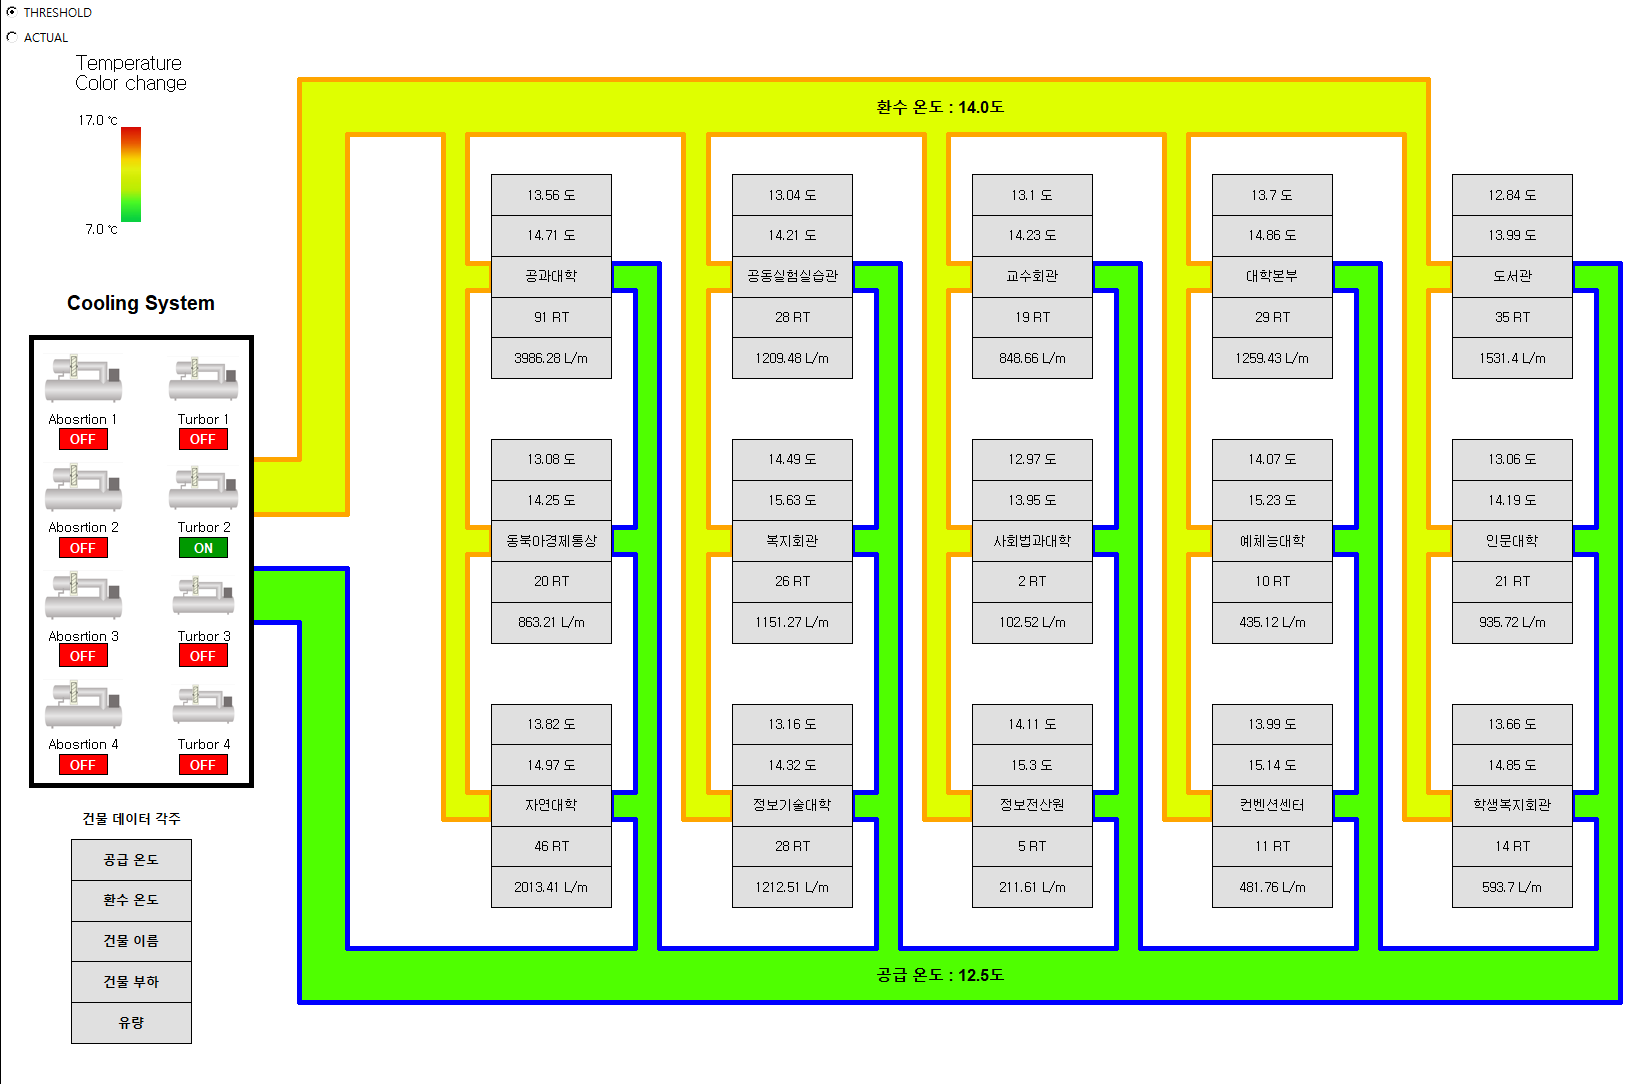 THRESHOLD
ACTUAL
Temperature
Color change
17.0 ℃
7.0 ℃
Cooling System
Abosrtion 1
Turbor 1
OFF
OFF
Abosrtion 2
Turbor 2
OFF
ON
Abosrtion 3
Turbor 3
OFF
OFF
Abosrtion 4
Turbor 4
OFF
OFF
건물 데이터 각주
공급 온도
환수 온도
건물 이름
건물 부하
유량
환수 온도 : 14.0도
13.56 도
14.71 도
공과대학
91 RT
3986.28 L/m
13.04 도
14.21 도
공동실험실습관
28 RT
1209.48 L/m
13.1 도
14.23 도
교수회관
19 RT
848.66 L/m
13.7 도
14.86 도
대학본부
29 RT
1259.43 L/m
12.84 도
13.99 도
도서관
35 RT
1531.4 L/m
13.08 도
14.25 도
동북아경제통상
20 RT
863.21 L/m
14.49 도
15.63 도
복지회관
26 RT
1151.27 L/m
12.97 도
13.95 도
사회법과대학
2 RT
102.52 L/m
14.07 도
15.23 도
예체능대학
10 RT
435.12 L/m
13.06 도
14.19 도
인문대학
21 RT
935.72 L/m
13.82 도
14.97 도
자연대학
46 RT
2013.41 L/m
13.16 도
14.32 도
정보기술대학
28 RT
1212.51 L/m
14.11 도
15.3 도
정보전산원
5 RT
211.61 L/m
13.99 도
15.14 도
컨벤션센터
11 RT
481.76 L/m
13.66 도
14.85 도
학생복지회관
14 RT
593.7 L/m
공급 온도 : 12.5도